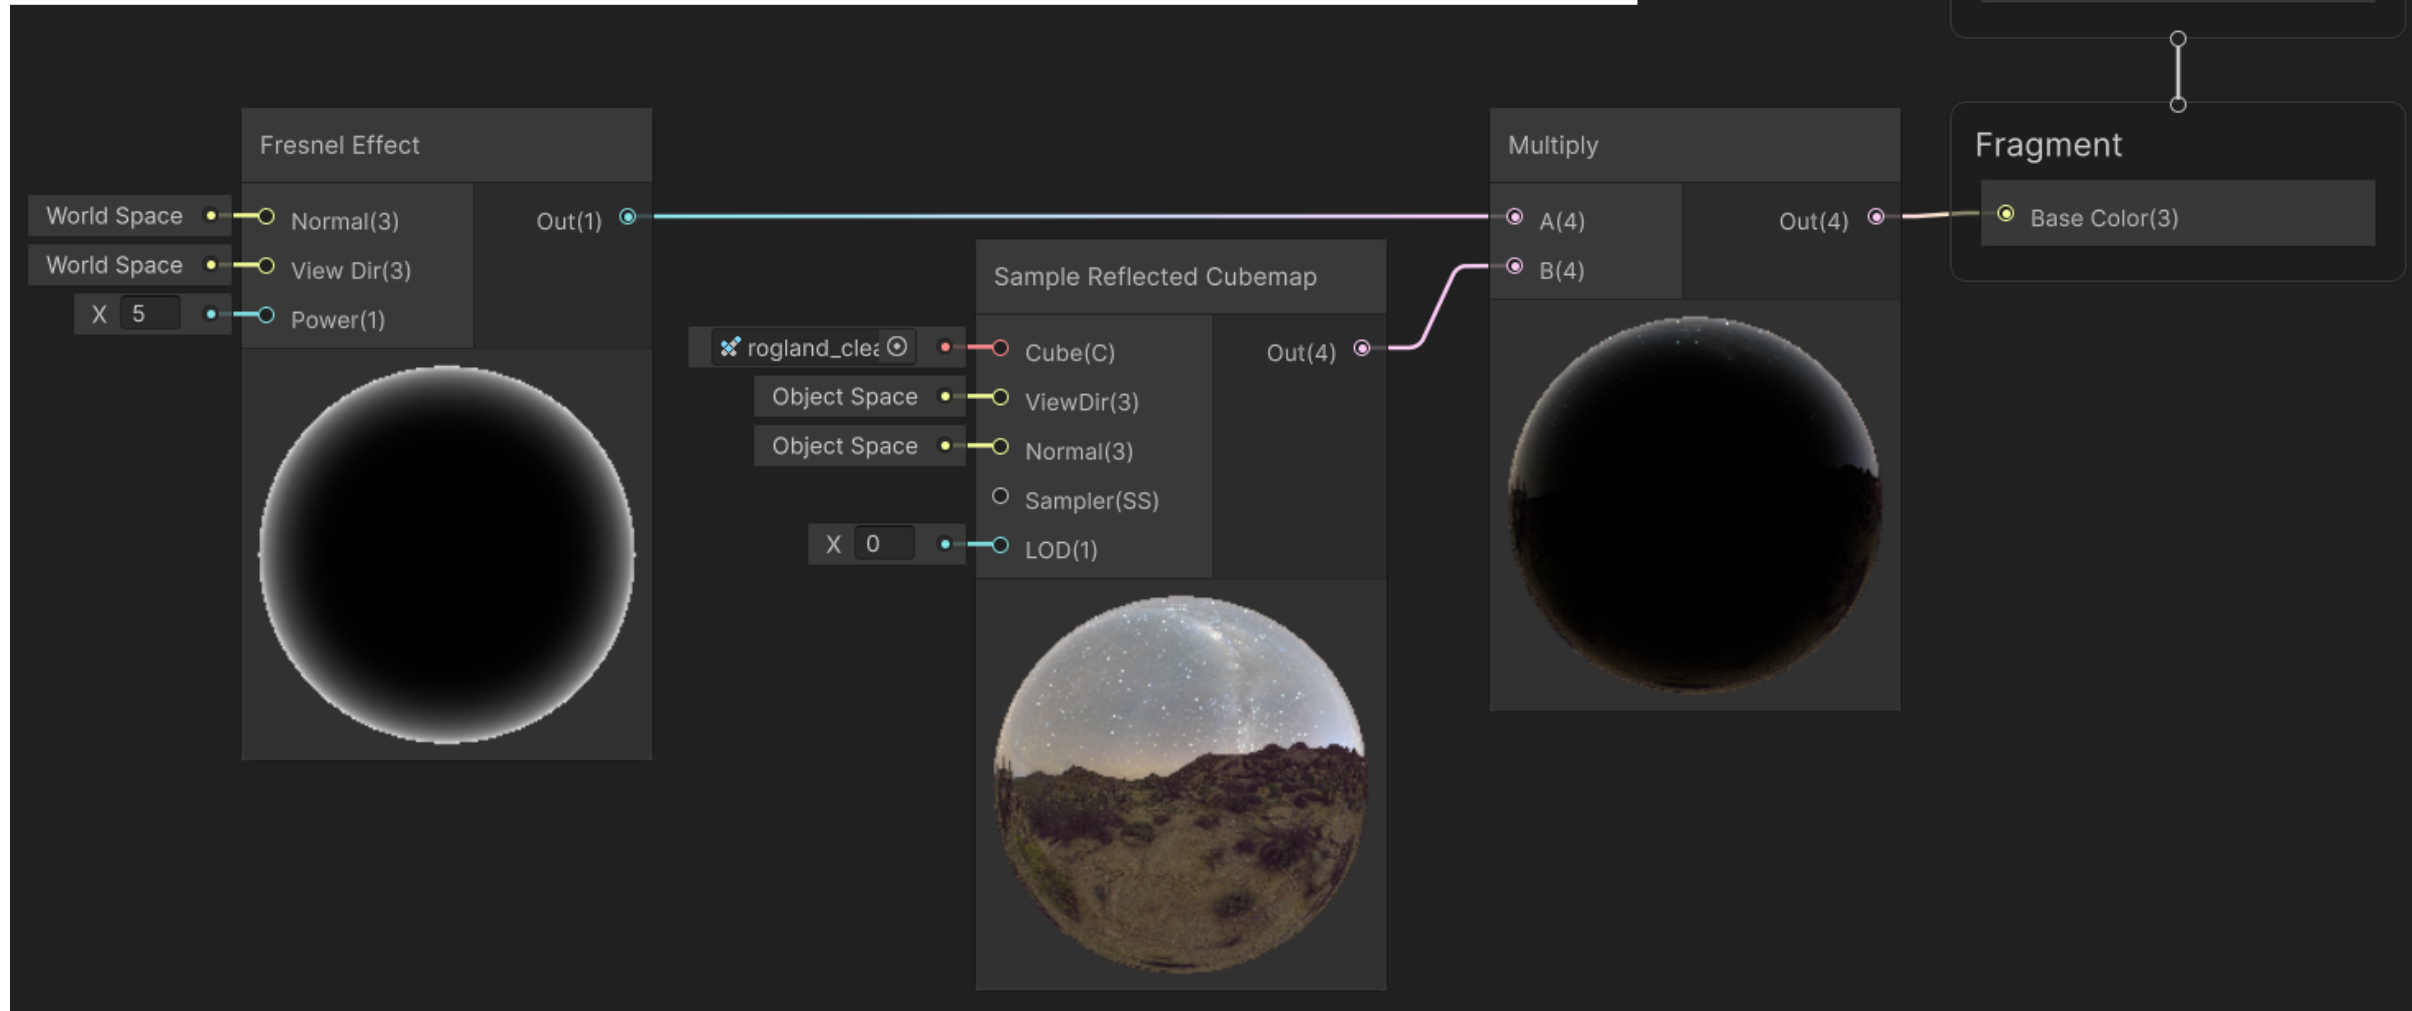 Fresnel Effect
World Space
Normal(3)
Out(1)
World Space
View Dir(3)
X 5
Power(1)
Sample Reflected Cubemap
rogland_clea
Cube(C)
Out(4)
Object Space
ViewDir(3)
Object Space
Normal(3)
Sampler(SS)
X 0
LOD(1)
Multiply
A(4)
Out(4)
B(4)
Fragment
Base Color(3)